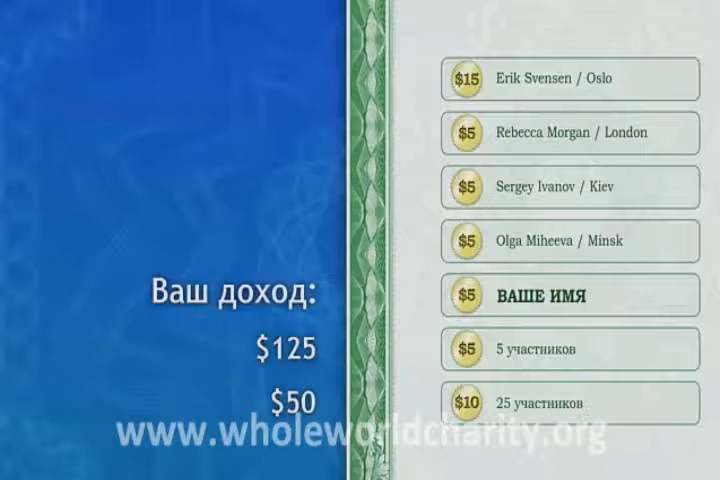 $15 Erik Svensen / Oslo
$5 Rebecca Morgan / London
$5 Sergey Ivanov / Kiev
$5 Olga Miheeva / Minsk
Ваш доход:
$5 ВАШЕ ИМЯ
$125
$5 5 участников
$50
$10 25 участников
www.wholeworldcharity.org